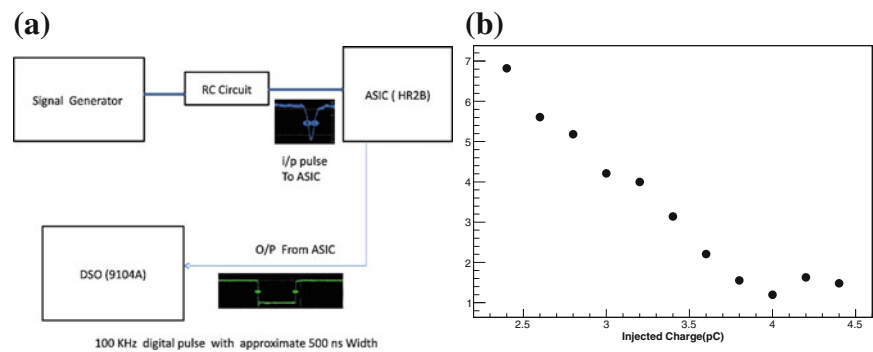 (a)
Signal Generator
RC Circuit
ASIC ( HR2B)
i/p pulse
To ASIC
O/P From ASIC
DSO (9104A)
100 KHz digital pulse with approximate 500 ns Width
(b)
7
6
5
4
3
2
1
2.5 3 3.5 4 4.5
Injected Charge(pC)